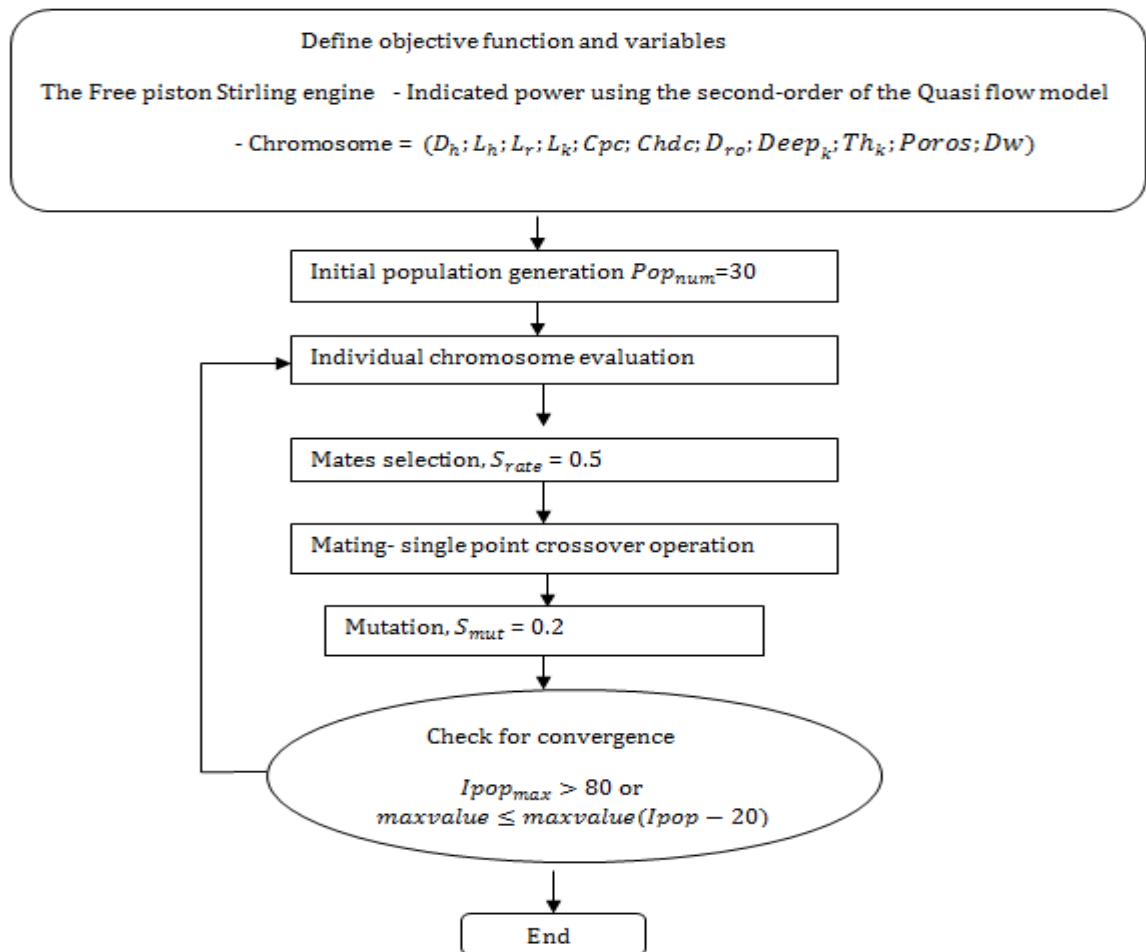 Define objective function and variables
The Free piston Stirling engine - Indicated power using the second-order of the Quasi flow model
- Chromosome = (D_h; L_h; L_r; L_k; Cpc; Chdc; D_ro; Deep_k; Th_k; Poros; Dw)
Initial population generation Pop_num=30
Individual chromosome evaluation
Mates selection, S_rate = 0.5
Mating- single point crossover operation
Mutation, S_mut = 0.2
Check for convergence
Ipop_max > 80 or
maxvalue ≤ maxvalue(Ipop − 20)
End